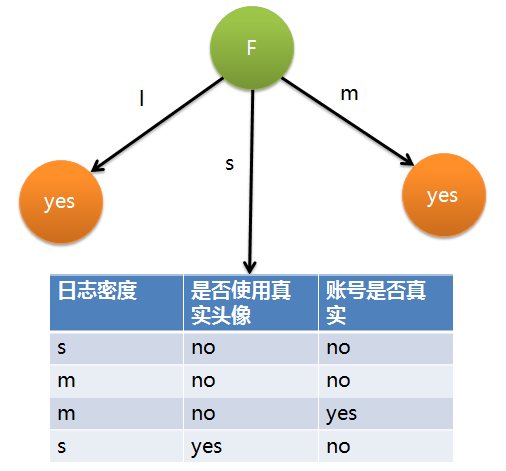 F
l
m
s
yes
yes
日志密度 是否使用真 账号是否真
实头像 实
s no no
m no no
m no yes
s yes no